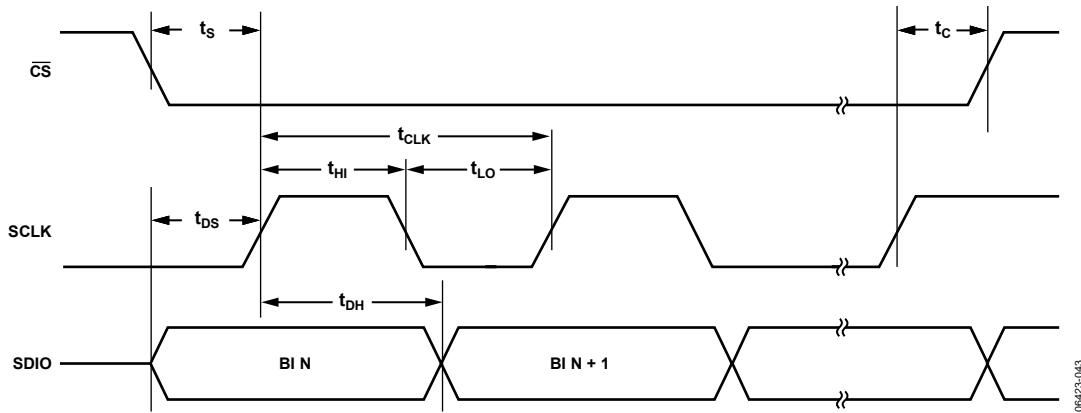 tS
tC
CS
tCLK
tHI
tLO
tDS
SCLK
tDH
SDIO
BI N
BI N + 1
06423-043